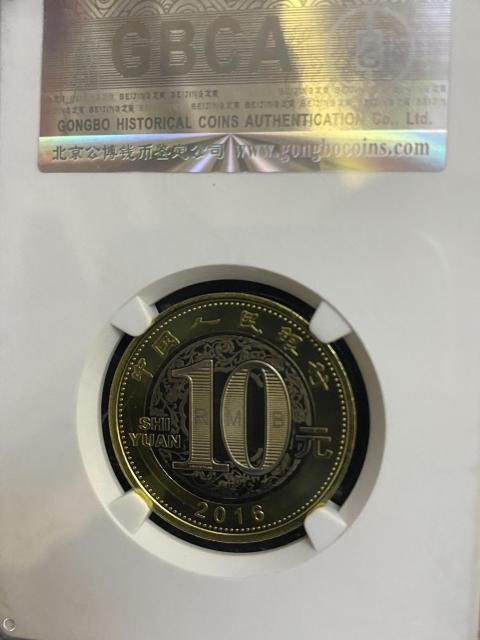 GBCA
GONGBO HISTORICAL COINS AUTHENTICATION Co., Ltd.
北京公博钱币鉴定公司 www.gongbocoins.com
中国人民银行
10
RMB
SHI
YUAN
元
2016